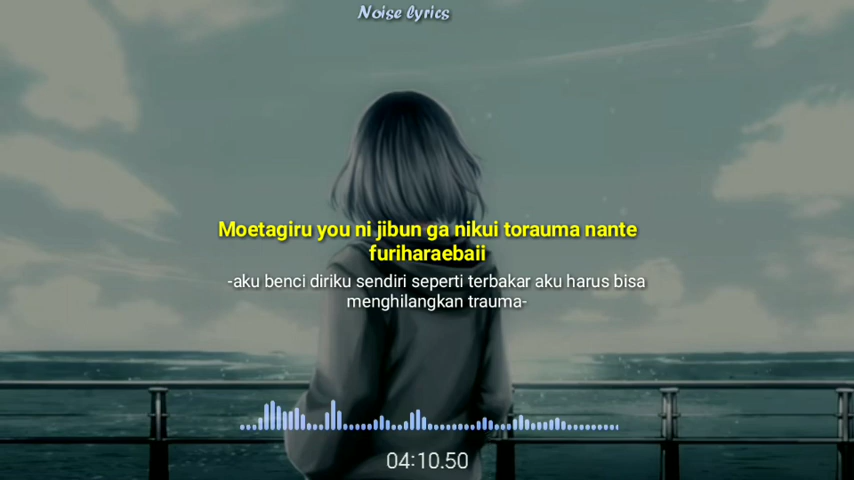 Noise lyrics
Moetagiru you ni jibun ga nikui torauma nante
furiharaebaii
-aku benci diriku sendiri seperti terbakar aku harus bisa
menghilangkan trauma-
04:10.50